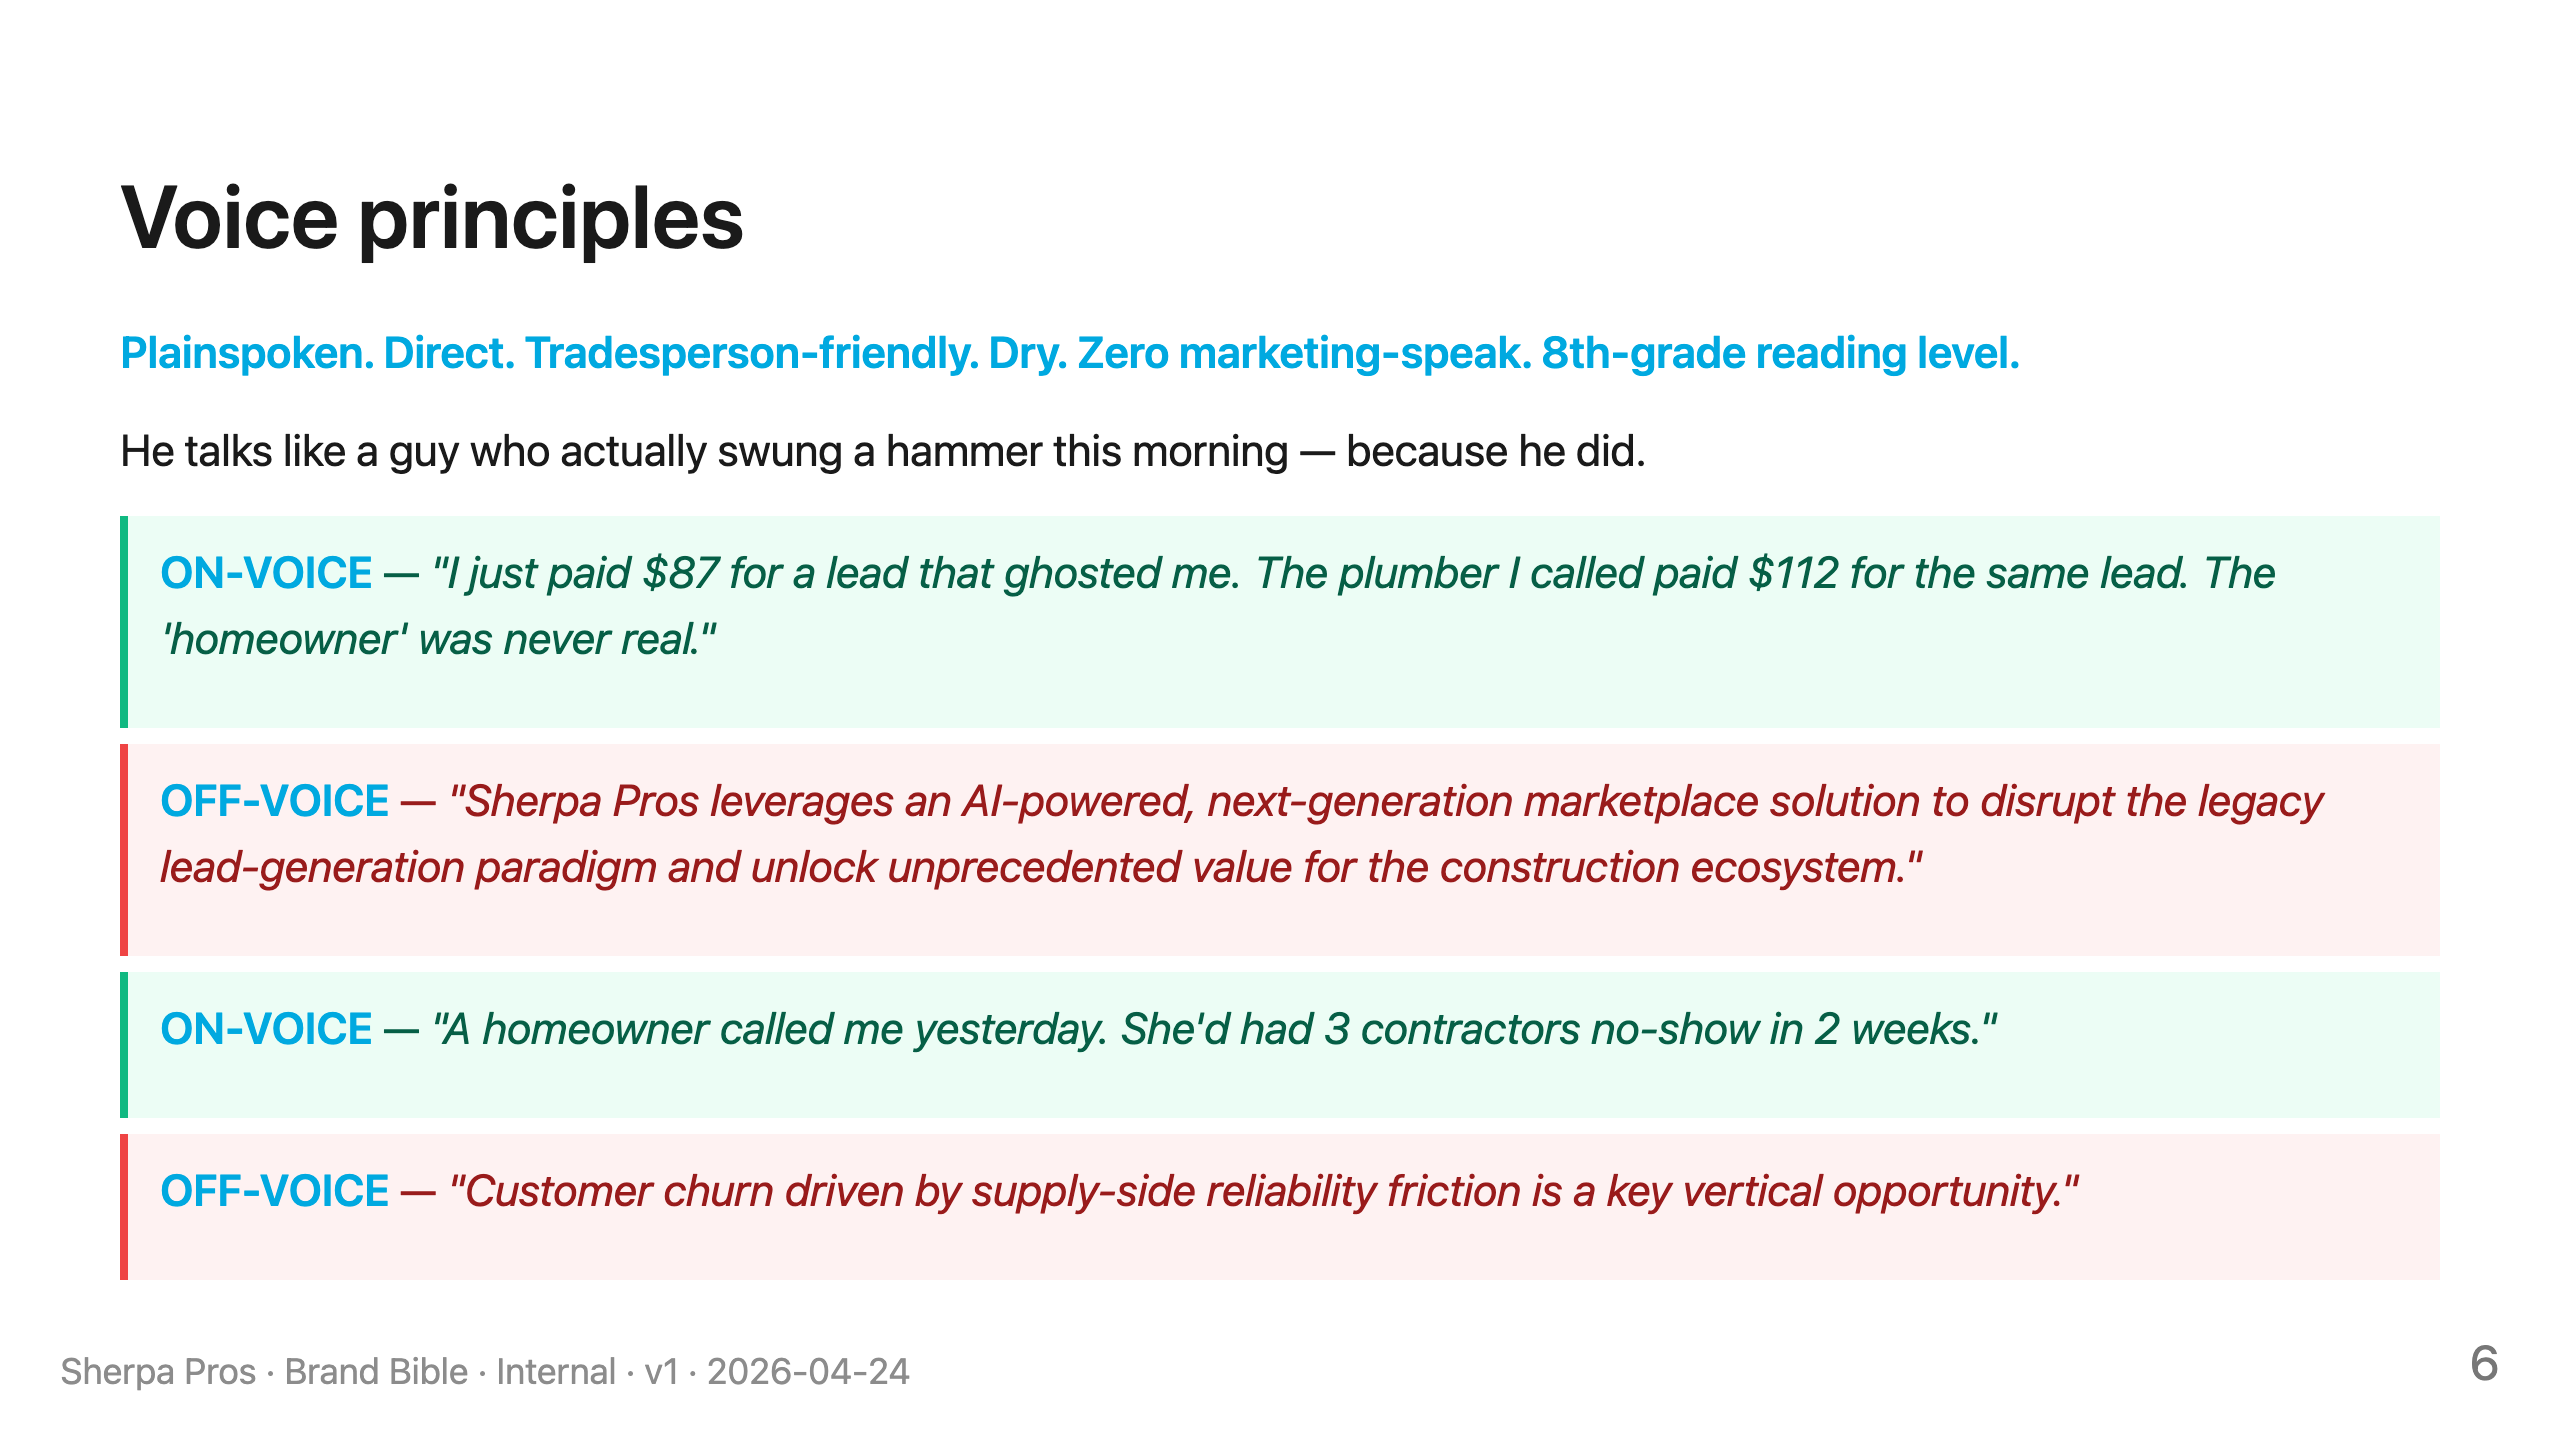 Voice principles
Plainspoken. Direct. Tradesperson-friendly. Dry. Zero marketing-speak. 8th-grade reading level.
He talks like a guy who actually swung a hammer this morning — because he did.
ON-VOICE — "I just paid $87 for a lead that ghosted me. The plumber I called paid $112 for the same lead. The
'homeowner' was never real."
OFF-VOICE — "Sherpa Pros leverages an AI-powered, next-generation marketplace solution to disrupt the legacy
lead-generation paradigm and unlock unprecedented value for the construction ecosystem."
ON-VOICE — "A homeowner called me yesterday. She'd had 3 contractors no-show in 2 weeks."
OFF-VOICE — "Customer churn driven by supply-side reliability friction is a key vertical opportunity."
Sherpa Pros · Brand Bible · Internal · v1 · 2026-04-24
6